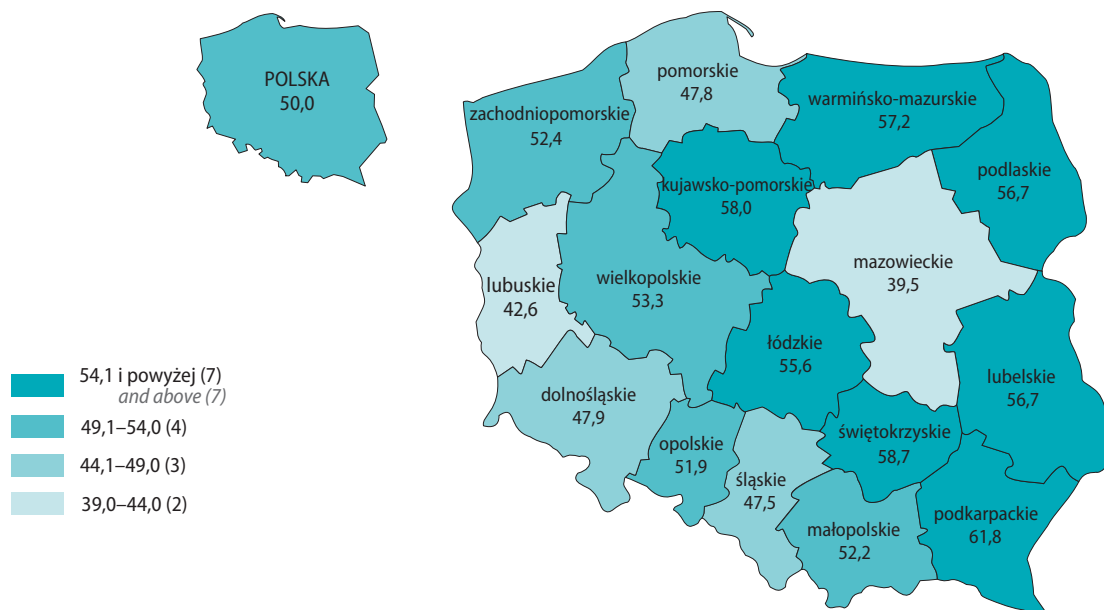 POLSKA
50,0
pomorskie
47,8
warmińsko-mazurskie
57,2
zachodniopomorskie
52,4
podlaskie
56,7
kujawsko-pomorskie
58,0
mazowieckie
39,5
lubuskie
42,6
wielkopolskie
53,3
łódzkie
55,6
lubelskie
56,7
dolnośląskie
47,9
opolskie
51,9
śląskie
47,5
świętokrzyskie
58,7
małopolskie
52,2
podkarpackie
61,8
54,1 i powyżej (7)
and above (7)
49,1–54,0 (4)
44,1–49,0 (3)
39,0–44,0 (2)